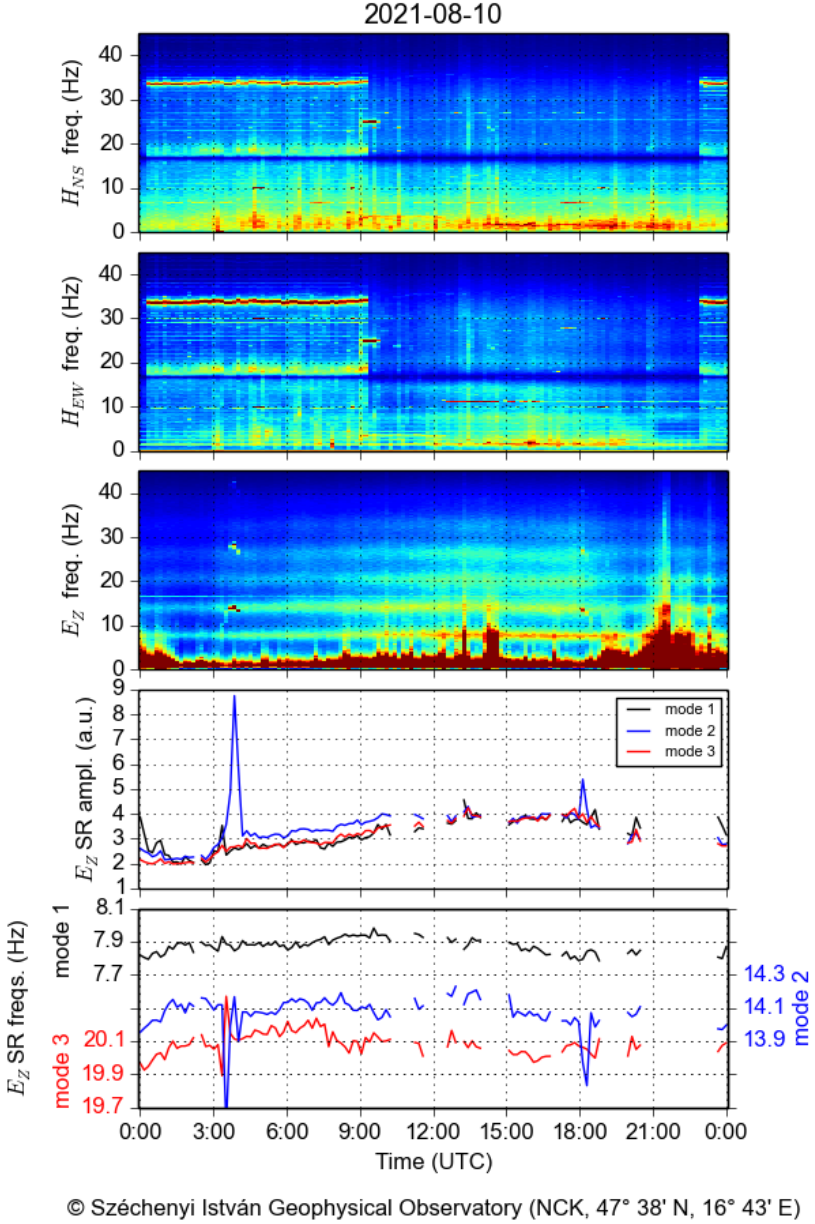 2021-08-10
H_NS freq. (Hz)
40
30
20
10
0
H_EW freq. (Hz)
40
30
20
10
0
E_Z freq. (Hz)
40
30
20
10
0
E_Z SR ampl. (a.u.)
9
8
7
6
5
4
3
2
1
mode 1
mode 2
mode 3
E_Z SR freqs. (Hz)
mode 1
8.1
7.9
7.7
mode 3
20.1
19.9
19.7
14.3
14.1
13.9
mode 2
0:00 3:00 6:00 9:00 12:00 15:00 18:00 21:00 0:00
Time (UTC)
© Széchenyi István Geophysical Observatory (NCK, 47° 38' N, 16° 43' E)